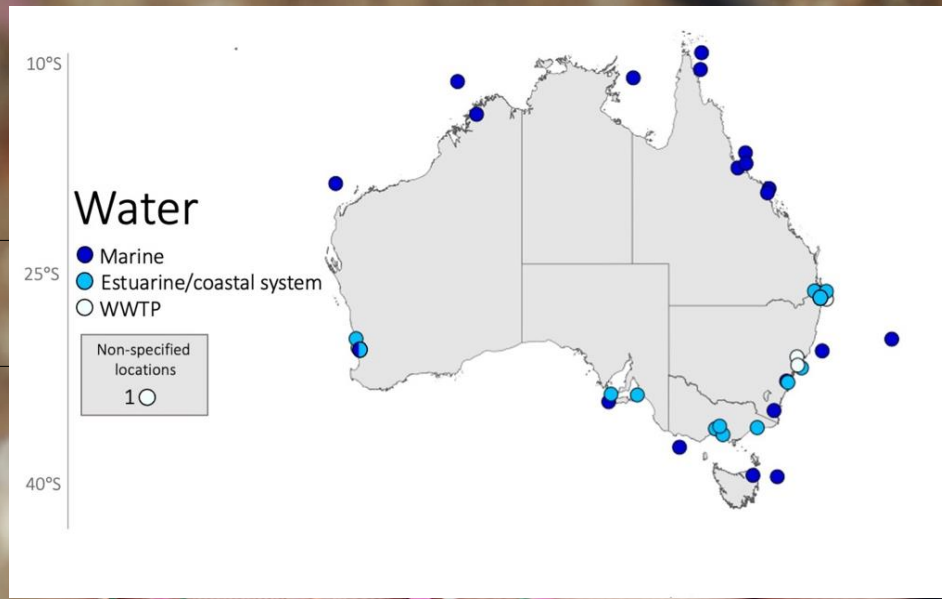 10°S
Water
Marine
25°S
Estuarine/coastal system
WWTP
Non-specified
locations
1
40°S